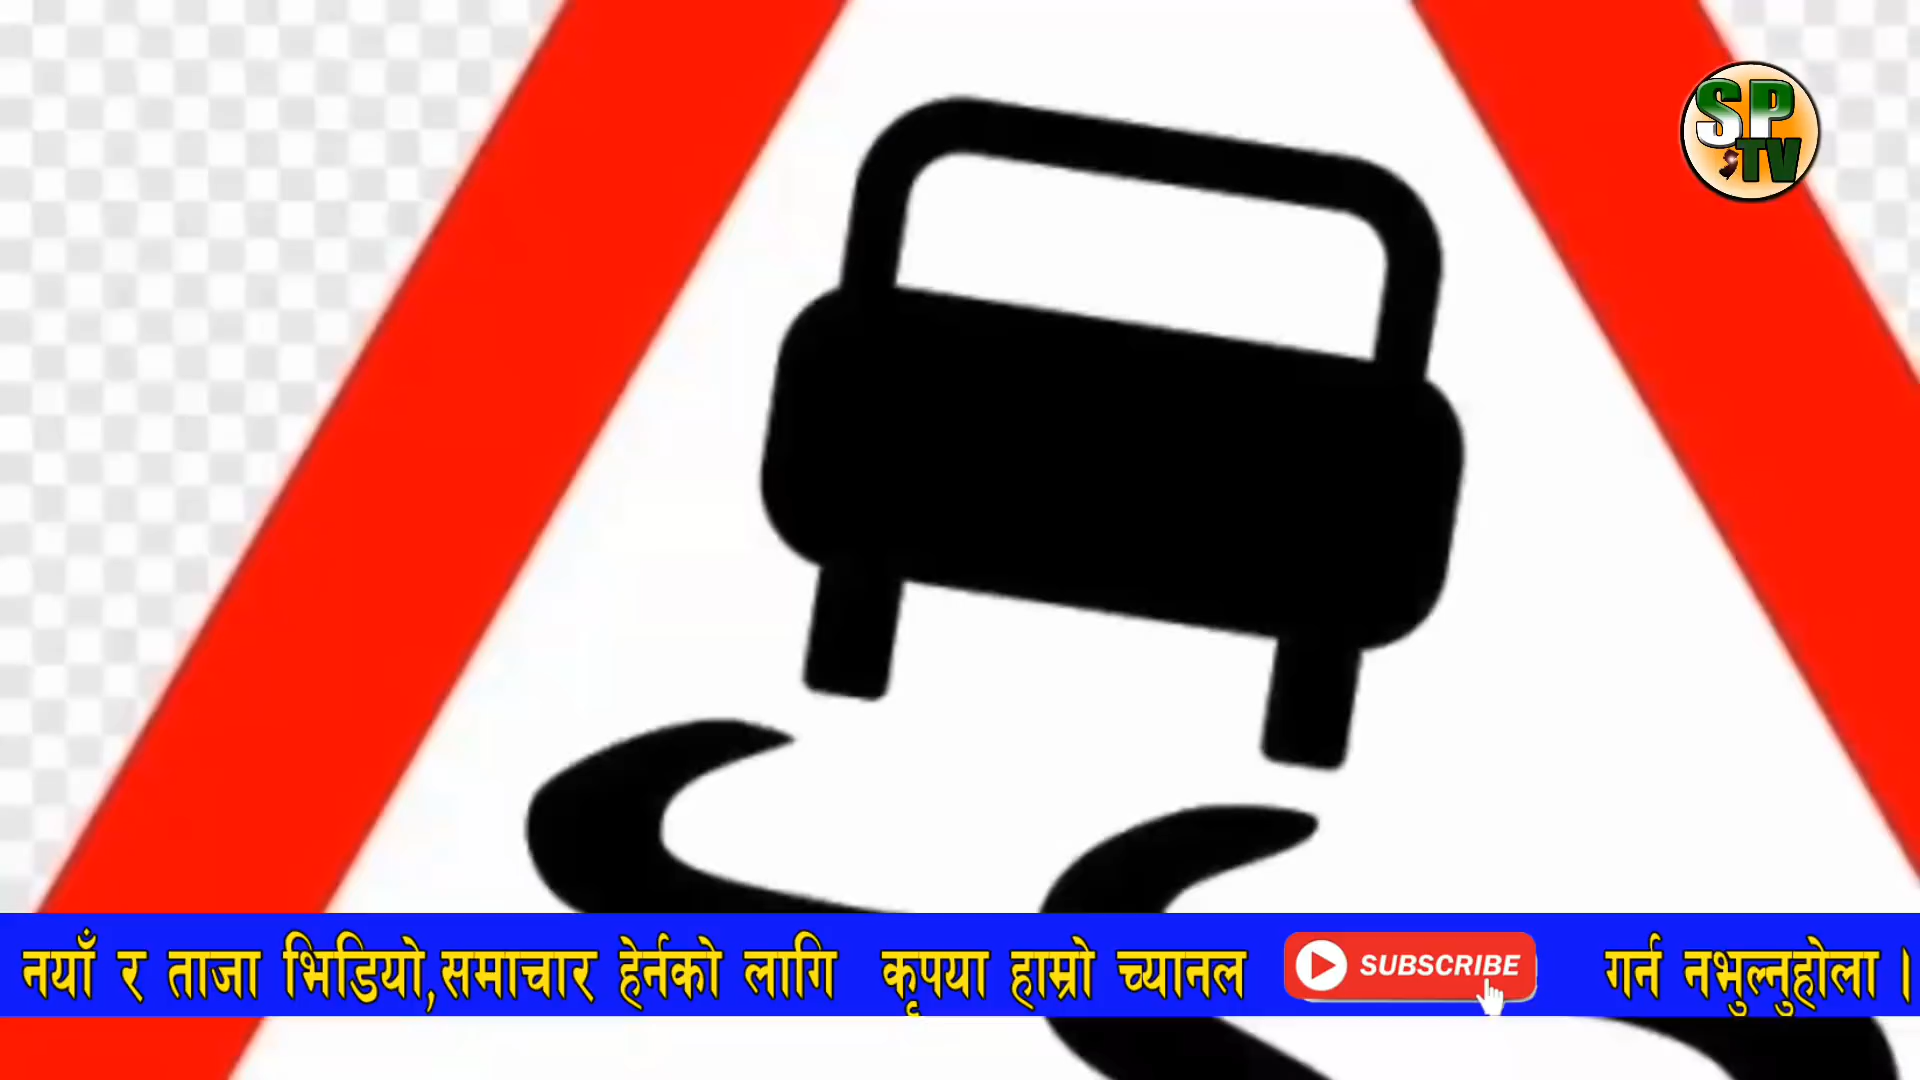 SP
TV
नयाँ र ताजा भिडियो,समाचार हेर्नको लागि कृपया हाम्रो च्यानल SUBSCRIBE गर्न नभुल्नुहोला ।